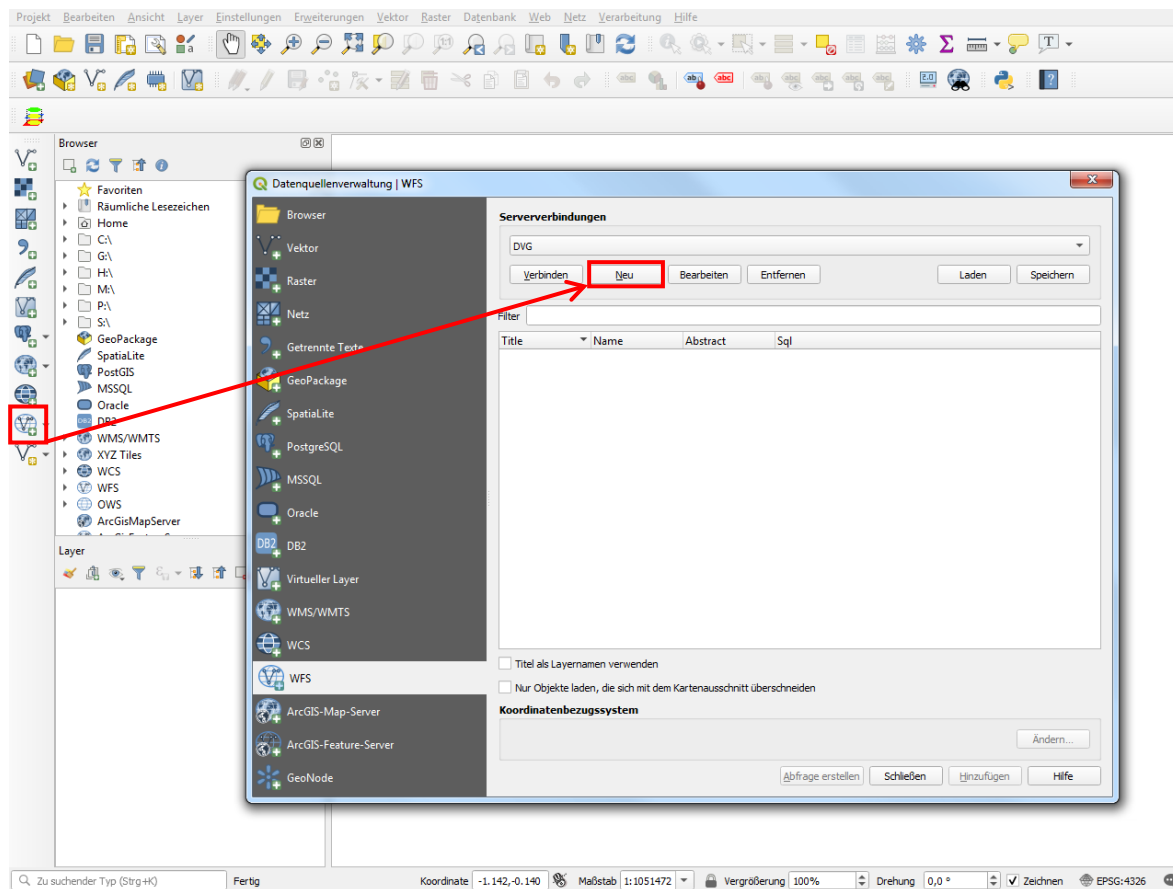 Projekt Bearbeiten Ansicht Layer Einstellungen Erweiterungen Vektor Raster Datenbank Web Netz Verarbeitung Hilfe
Browser
Favoriten
Räumliche Lesezeichen
Home
C:\
G:\
H:\
M:\
P:\
S:\
GeoPackage
SpatiaLite
PostGIS
MSSQL
Oracle
DB2
WMS/WMTS
XYZ Tiles
WCS
WFS
OWS
ArcGisMapServer
Layer
Datenquellenverwaltung | WFS
Browser
Vektor
Raster
Netz
Getrennte Texte
GeoPackage
SpatiaLite
PostgreSQL
MSSQL
Oracle
DB2 DB2
Virtueller Layer
WMS/WMTS
WCS
WFS
ArcGIS-Map-Server
ArcGIS-Feature-Server
GeoNode
Serververbindungen
DVG
Verbinden Neu Bearbeiten Entfernen Laden Speichern
Filter
Title Name Abstract Sql
Titel als Layernamen verwenden
Nur Objekte laden, die sich mit dem Kartenausschnitt überschneiden
Koordinatenbezugssystem
Ändern...
Abfrage erstellen Schließen Hinzufügen Hilfe
Zu suchender Typ (Strg+K) Fertig Koordinate -1.142,-0.140 Maßstab 1:1051472 Vergrößerung 100% Drehung 0,0 ° Zeichnen EPSG:4326